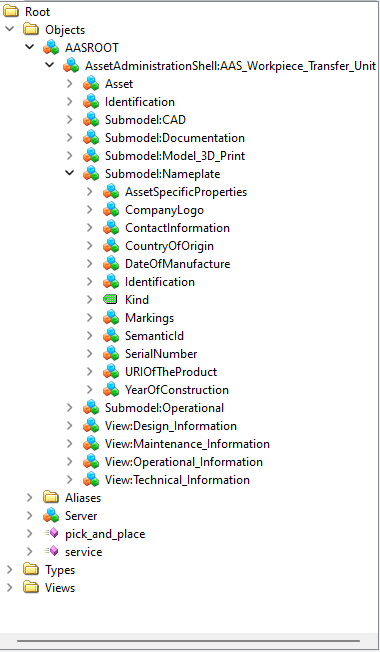 Root
Objects
AASROOT
AssetAdministrationShell:AAS_Workpiece_Transfer_Unit
Asset
Identification
Submodel:CAD
Submodel:Documentation
Submodel:Model_3D_Print
Submodel:Nameplate
AssetSpecificProperties
CompanyLogo
ContactInformation
CountryOfOrigin
DateOfManufacture
Identification
Kind
Markings
SemanticId
SerialNumber
URIOfTheProduct
YearOfConstruction
Submodel:Operational
View:Design_Information
View:Maintenance_Information
View:Operational_Information
View:Technical_Information
Aliases
Server
pick_and_place
service
Types
Views